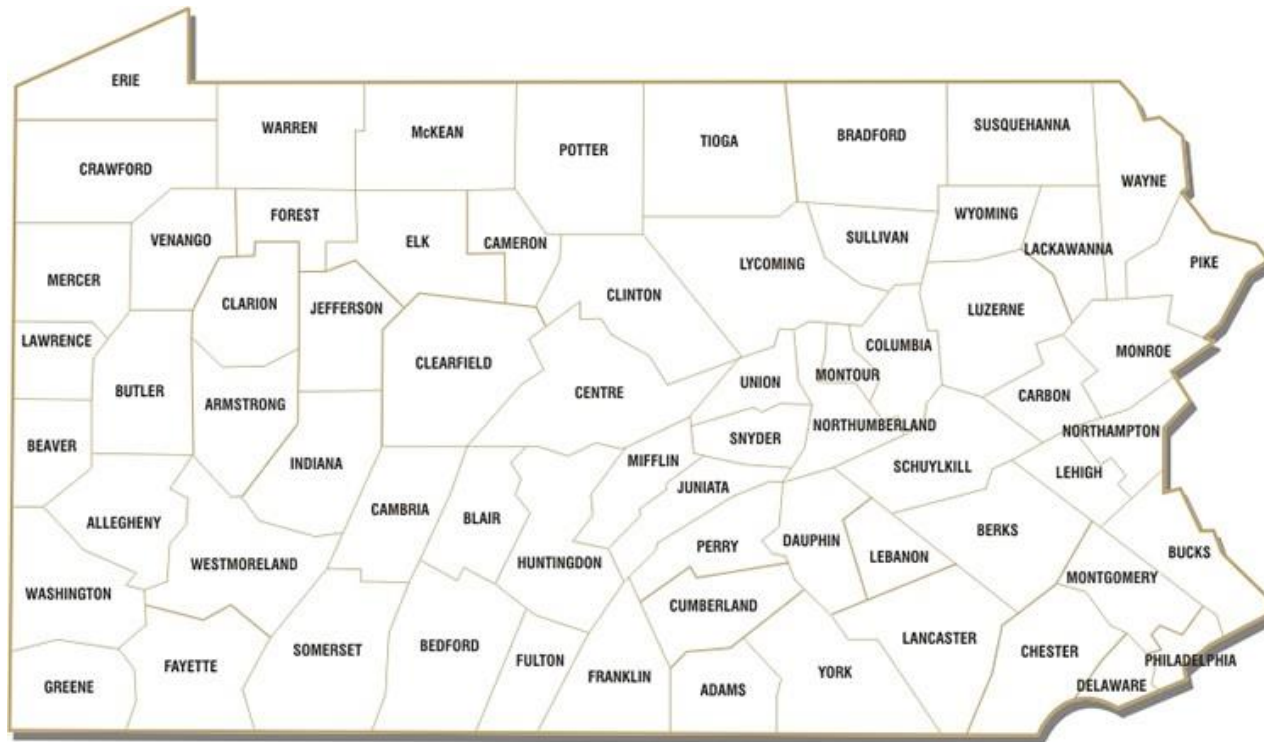 ERIE
WARREN
McKEAN
POTTER
TIOGA
BRADFORD
SUSQUEHANNA
CRAWFORD
WAYNE
FOREST
VENANGO
ELK
CAMERON
SULLIVAN
WYOMING
LACKAWANNA
PIKE
MERCER
CLARION
JEFFERSON
CLINTON
LYCOMING
LUZERNE
LAWRENCE
BUTLER
CLEARFIELD
CENTRE
UNION
MONTOUR
COLUMBIA
MONROE
CARBON
ARMSTRONG
BEAVER
INDIANA
MIFFLIN
SNYDER
NORTHUMBERLAND
NORTHAMPTON
SCHUYLKILL
LEHIGH
JUNIATA
ALLEGHENY
CAMBRIA
BLAIR
HUNTINGDON
PERRY
DAUPHIN
LEBANON
BERKS
BUCKS
WESTMORELAND
WASHINGTON
MONTGOMERY
CUMBERLAND
LANCASTER
GREENE
FAYETTE
SOMERSET
BEDFORD
FULTON
FRANKLIN
ADAMS
YORK
CHESTER
DELAWARE
PHILADELPHIA